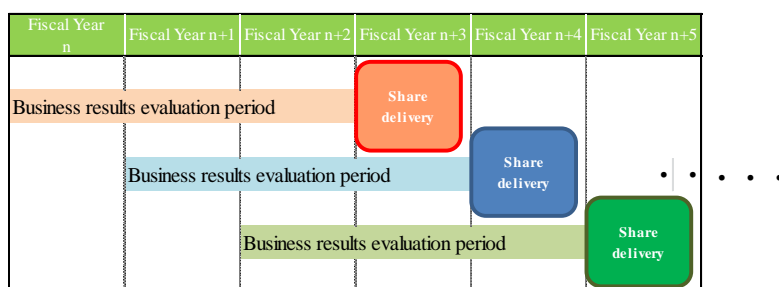 Fiscal Year
n
Fiscal Year n+1
Fiscal Year n+2
Fiscal Year n+3
Fiscal Year n+4
Fiscal Year n+5
Business results evaluation period
Share
delivery
Business results evaluation period
Share
delivery
• • • • •
Business results evaluation period
Share
delivery